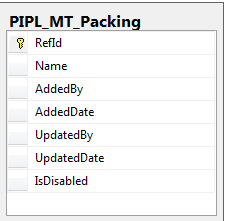 PIPL_MT_Packing
RefId
Name
AddedBy
AddedDate
UpdatedBy
UpdatedDate
IsDisabled